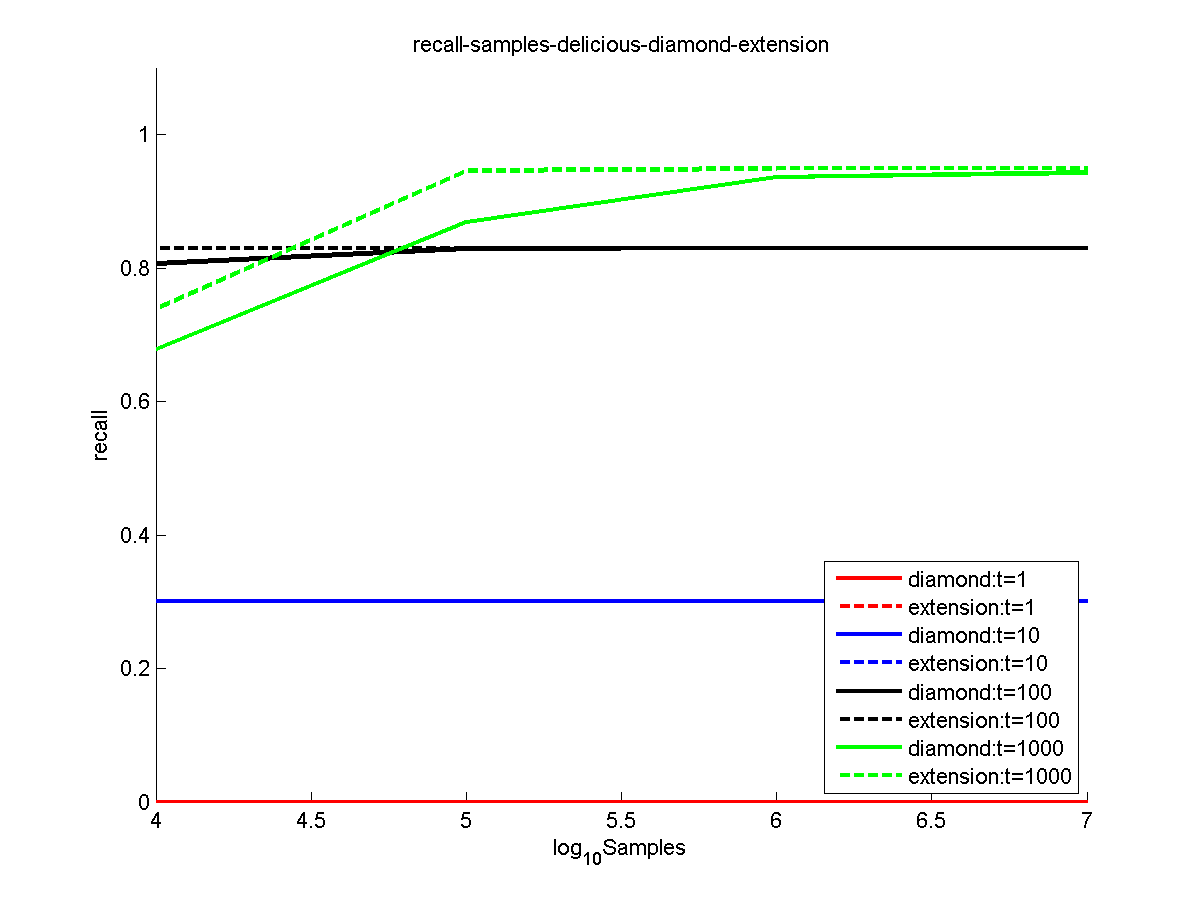 recall-samples-delicious-diamond-extension
1
0.8
0.6
0.4
0.2
0
recall
diamond:t=1
extension:t=1
diamond:t=10
extension:t=10
diamond:t=100
extension:t=100
diamond:t=1000
extension:t=1000
4 4.5 5 5.5 6 6.5 7
log10Samples